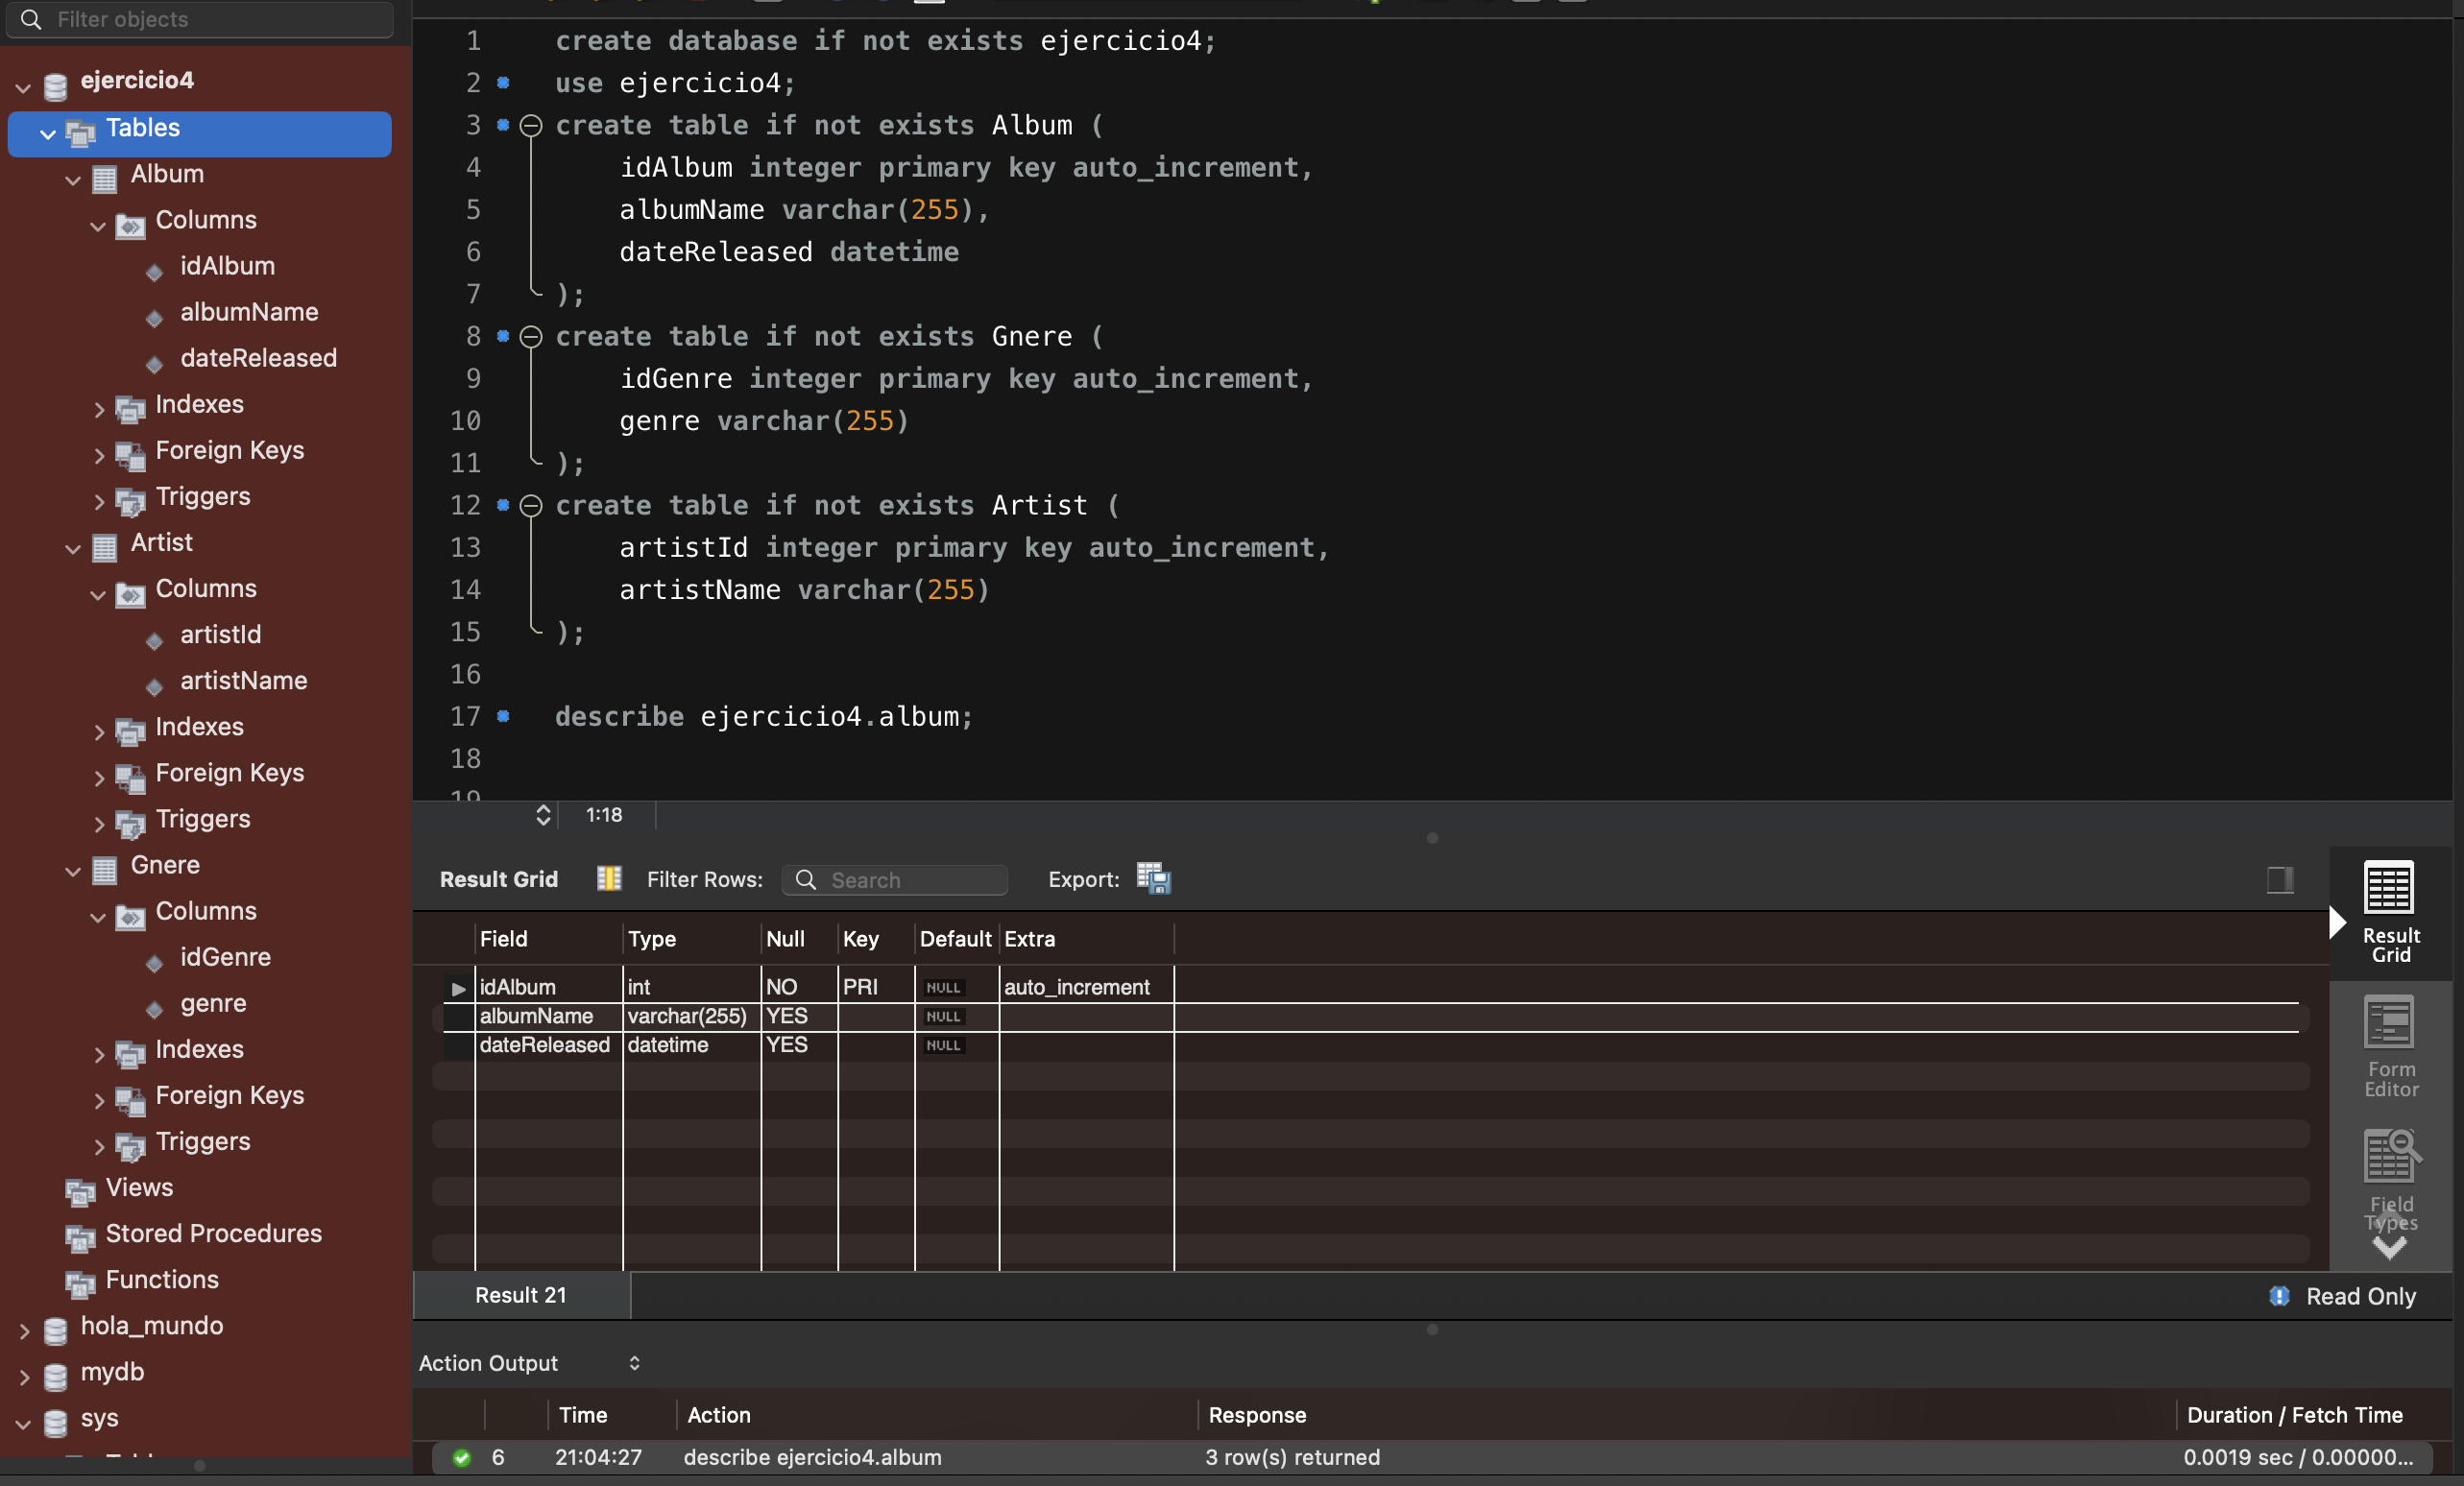 Filter objects
ejercicio4
Tables
Album
Columns
idAlbum
albumName
dateReleased
Indexes
Foreign Keys
Triggers
Artist
Columns
artistId
artistName
Indexes
Foreign Keys
Triggers
Gnere
Columns
idGenre
genre
Indexes
Foreign Keys
Triggers
Views
Stored Procedures
Functions
hola_mundo
mydb
sys
1 create database if not exists ejercicio4;
2 use ejercicio4;
3 create table if not exists Album (
4 idAlbum integer primary key auto_increment,
5 albumName varchar(255),
6 dateReleased datetime
7 );
8 create table if not exists Gnere (
9 idGenre integer primary key auto_increment,
10 genre varchar(255)
11 );
12 create table if not exists Artist (
13 artistId integer primary key auto_increment,
14 artistName varchar(255)
15 );
16
17 describe ejercicio4.album;
18
19
1:18
Result Grid Filter Rows: Search Export:
Field Type Null Key Default Extra
idAlbum int NO PRI NULL auto_increment
albumName varchar(255) YES NULL
dateReleased datetime YES NULL
Result
Grid
Form
Editor
Field
Types
Result 21 Read Only
Action Output
Time Action Response Duration / Fetch Time
6 21:04:27 describe ejercicio4.album 3 row(s) returned 0.0019 sec / 0.00000...